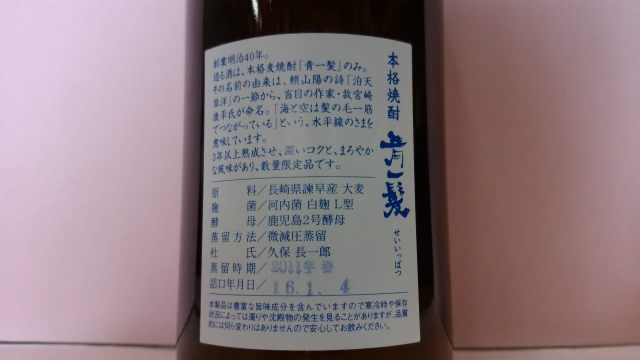 創業明治40年。
造る酒は、本格麦焼酎「青一髪」のみ。
その名前の由来は、頼山陽の詩「泊天
草洋」の一節から、盲目の作家・故宮崎
康平氏が命名。「海と空は髪の毛一筋
でつながっている」という、水平線のさまを
意味しています。
3年以上熟成させ、深いコクと、まろやか
な風味があり、数量限定品です。
原料／長崎県諫早産 大麦
麹菌／河内菌 白麹 L型
酵母／鹿児島2号酵母
蒸留方法／微減圧蒸留
杜氏／久保 長一郎
蒸留時期／2011年 春
詰口年月日／16.1.4
本製品は豊富な旨味成分を含んでいますので寒冷時や保存
状況によっては濁りや沈殿物の発生を見ることがありますが、品質
的には何ら変わりはありませんので安心してお飲みください。
本格焼酎
青一髪
せいいっぱつ